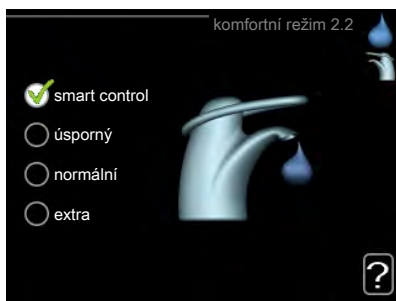 komfortní režim 2.2
smart control
úsporný
normální
extra
?